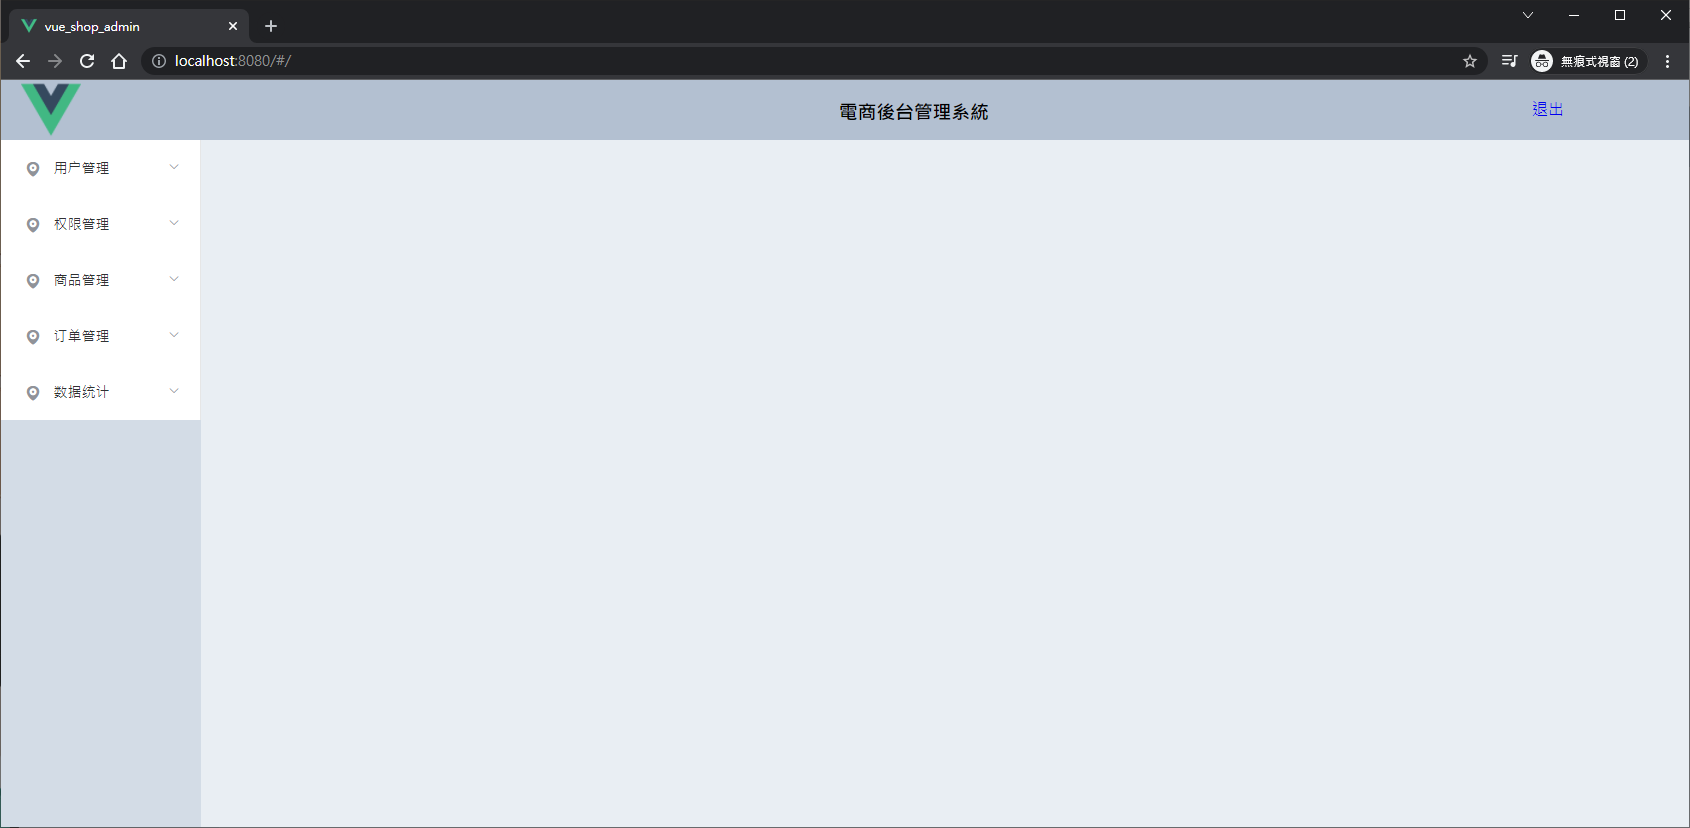 vue_shop_admin
localhost:8080/#/
無痕式視窗 (2)
電商後台管理系統
退出
用户管理
权限管理
商品管理
订单管理
数据统计